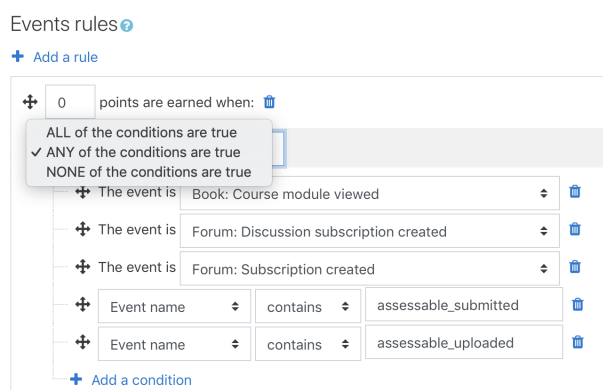 Events rules ?
Add a rule
0 points are earned when:
ALL of the conditions are true
✓ ANY of the conditions are true
NONE of the conditions are true
The event is Book: Course module viewed
The event is Forum: Discussion subscription created
The event is Forum: Subscription created
Event name contains assessable_submitted
Event name contains assessable_uploaded
Add a condition